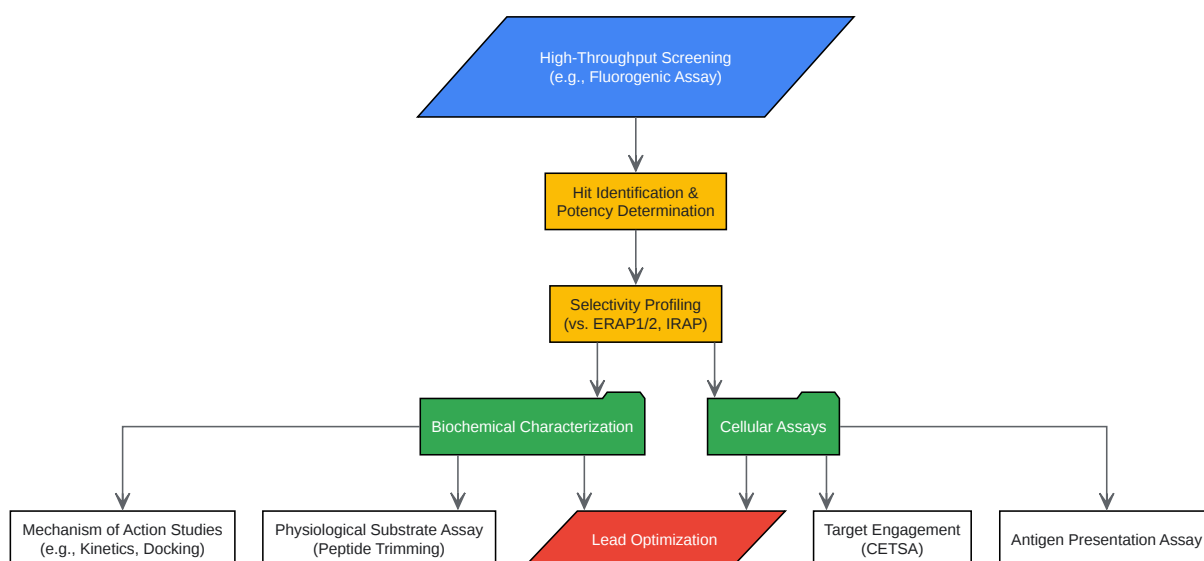 High-Throughput Screening
(e.g., Fluorogenic Assay)
Hit Identification &
Potency Determination
Selectivity Profiling
(vs. ERAP1/2, IRAP)
Biochemical Characterization
Cellular Assays
Mechanism of Action Studies
(e.g., Kinetics, Docking)
Physiological Substrate Assay
(Peptide Trimming)
Lead Optimization
Target Engagement
(CETSA)
Antigen Presentation Assay